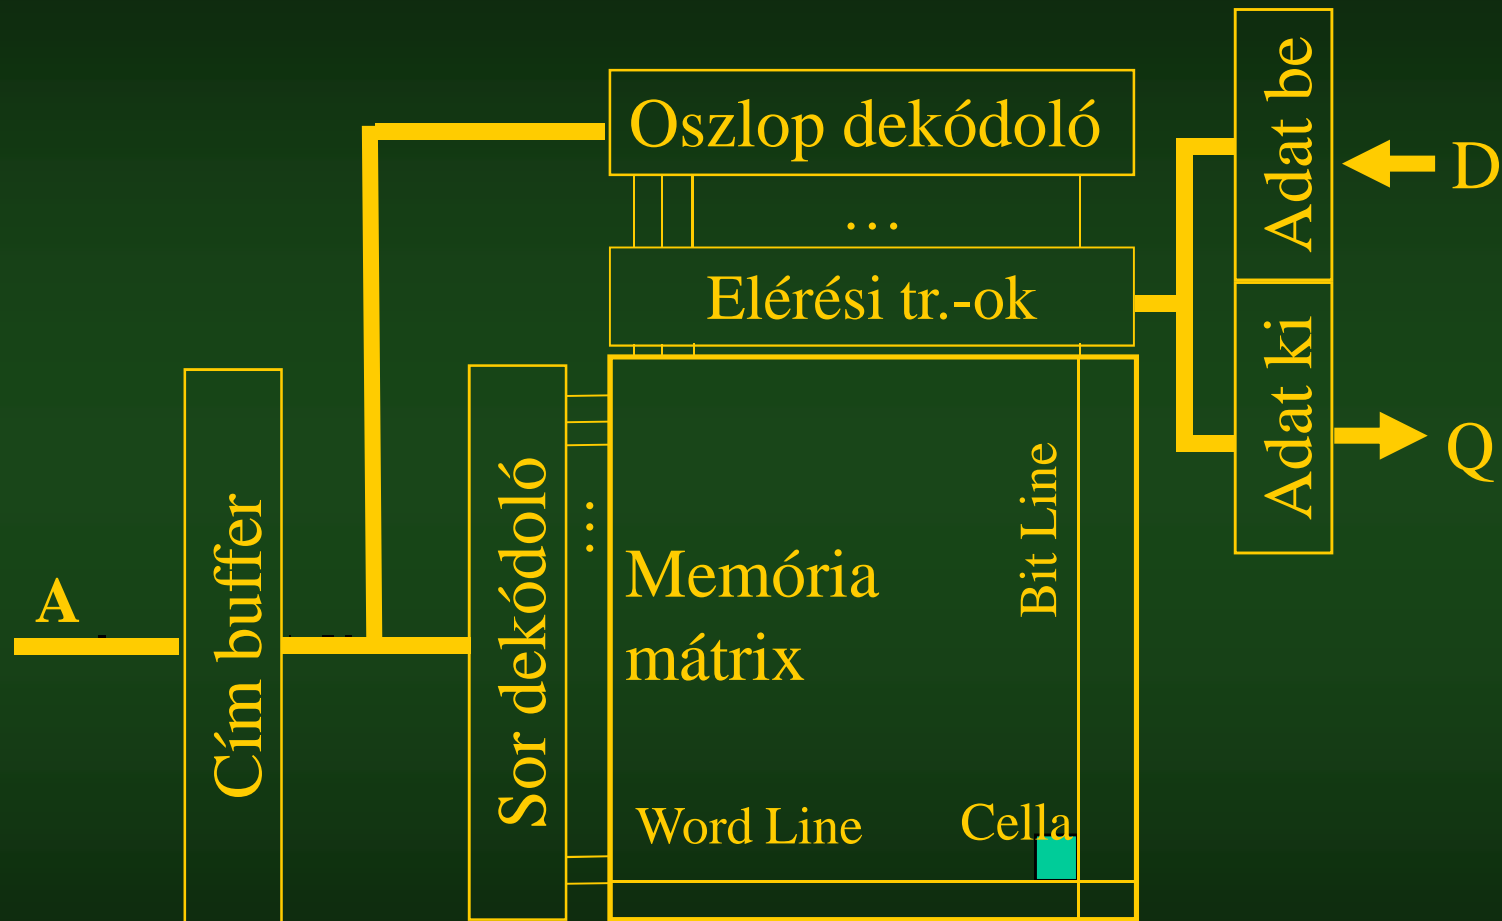 Oszlop dekódoló
…
Elérési tr.-ok
Adat be
D
Adat ki
Q
A
Cím buffer
Sor dekódoló
…
Memória
mátrix
Bit Line
Word Line
Cella